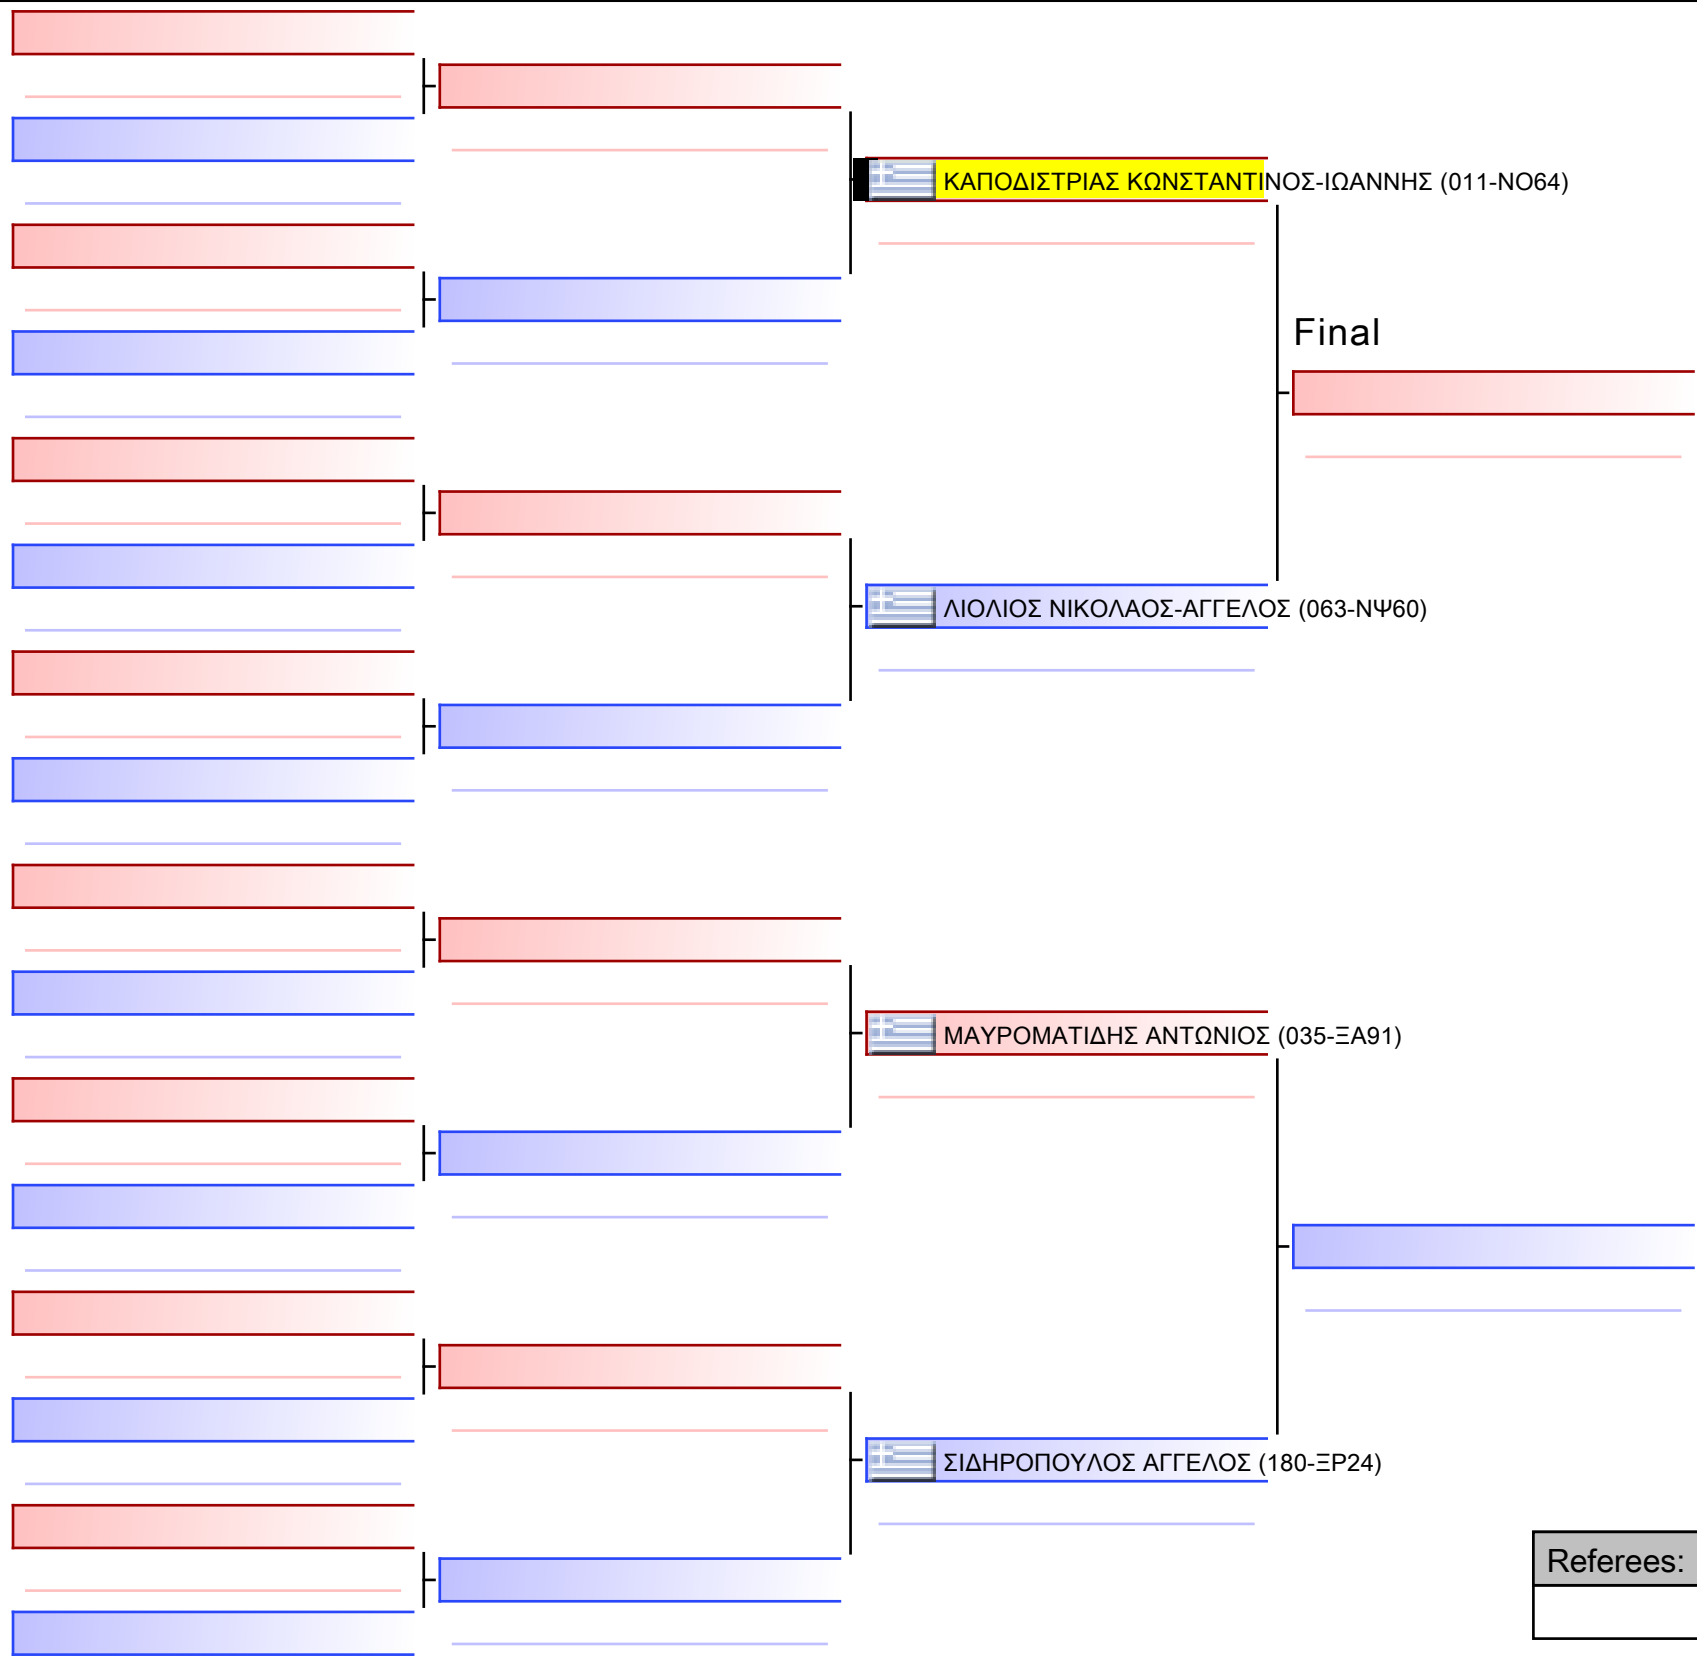 ΚΑΠΟΔΙΣΤΡΙΑΣ ΚΩΝΣΤΑΝΤΙΝΟΣ-ΙΩΑΝΝΗΣ (011-ΝΟ64)
Final
ΛΙΟΛΙΟΣ ΝΙΚΟΛΑΟΣ-ΑΓΓΕΛΟΣ (063-ΝΨ60)
ΜΑΥΡΟΜΑΤΙΔΗΣ ΑΝΤΩΝΙΟΣ (035-ΞΑ91)
ΣΙΔΗΡΟΠΟΥΛΟΣ ΑΓΓΕΛΟΣ (180-ΞΡ24)
Referees: